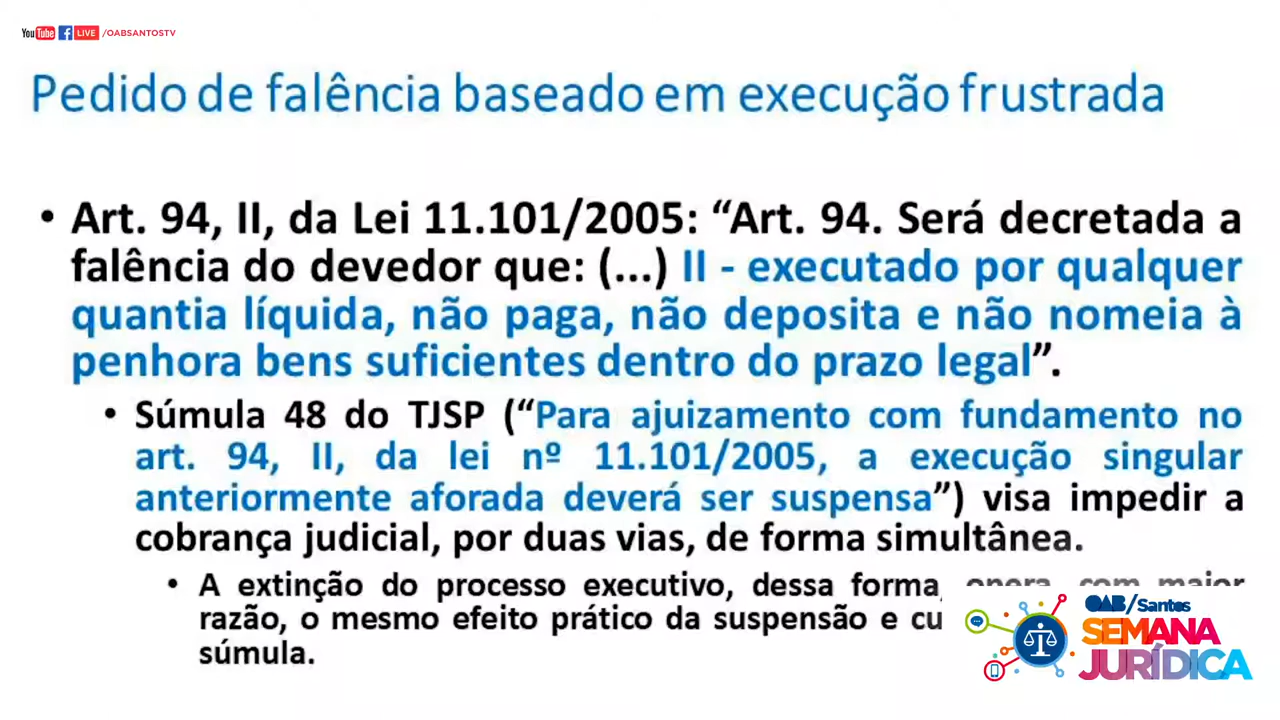 YouTube f LIVE /OABSANTOSTV
Pedido de falência baseado em execução frustrada
• Art. 94, II, da Lei 11.101/2005: “Art. 94. Será decretada a
falência do devedor que: (...) II - executado por qualquer
quantia líquida, não paga, não deposita e não nomeia à
penhora bens suficientes dentro do prazo legal”.
• Súmula 48 do TJSP (“Para ajuizamento com fundamento no
art. 94, II, da lei nº 11.101/2005, a execução singular
anteriormente aforada deverá ser suspensa”) visa impedir a
cobrança judicial, por duas vias, de forma simultânea.
• A extinção do processo executivo, dessa forma, opera, com maior
razão, o mesmo efeito prático da suspensão e cu
súmula.
OAB/Santos
SEMANA
JURÍDICA